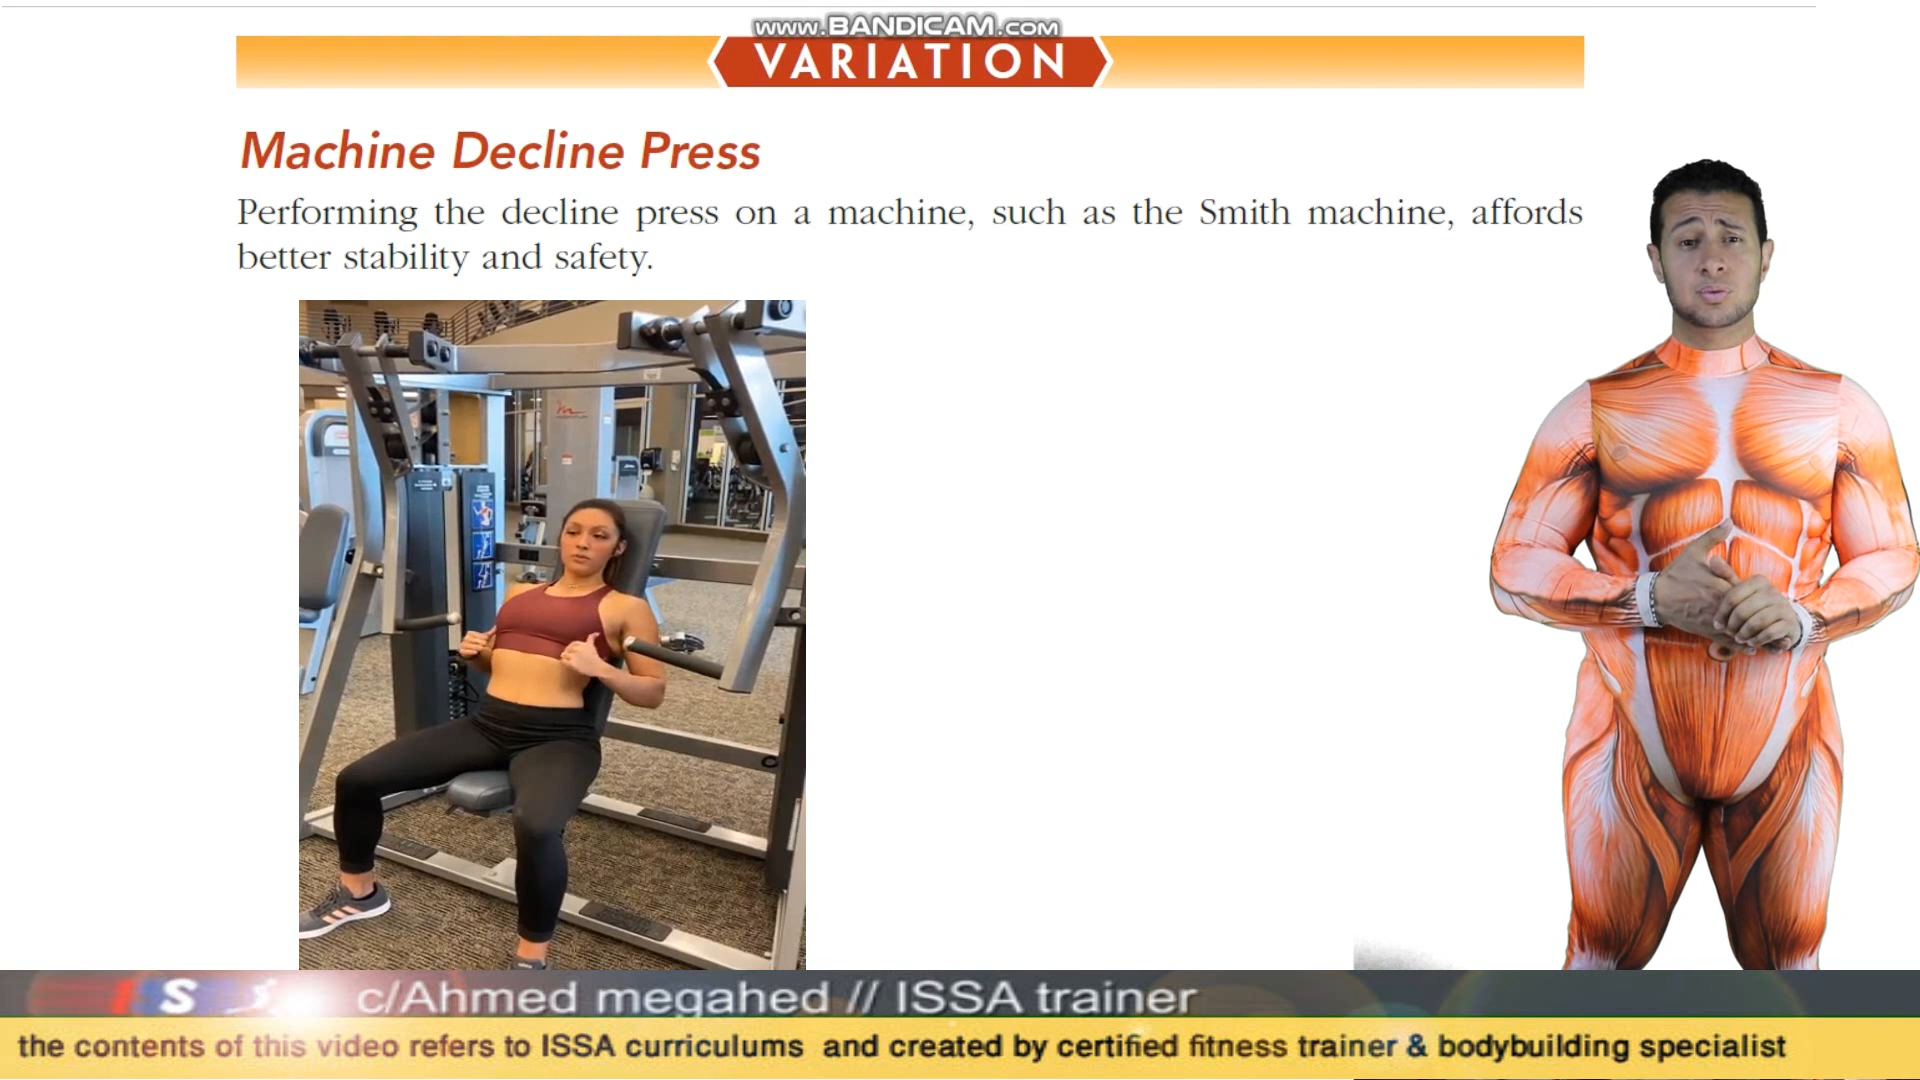 www.BANDICAM.com
VARIATION
Machine Decline Press
Performing the decline press on a machine, such as the Smith machine, affords
better stability and safety.
c/Ahmed megahed // ISSA trainer
the contents of this video refers to ISSA curriculums and created by certified fitness trainer & bodybuilding specialist